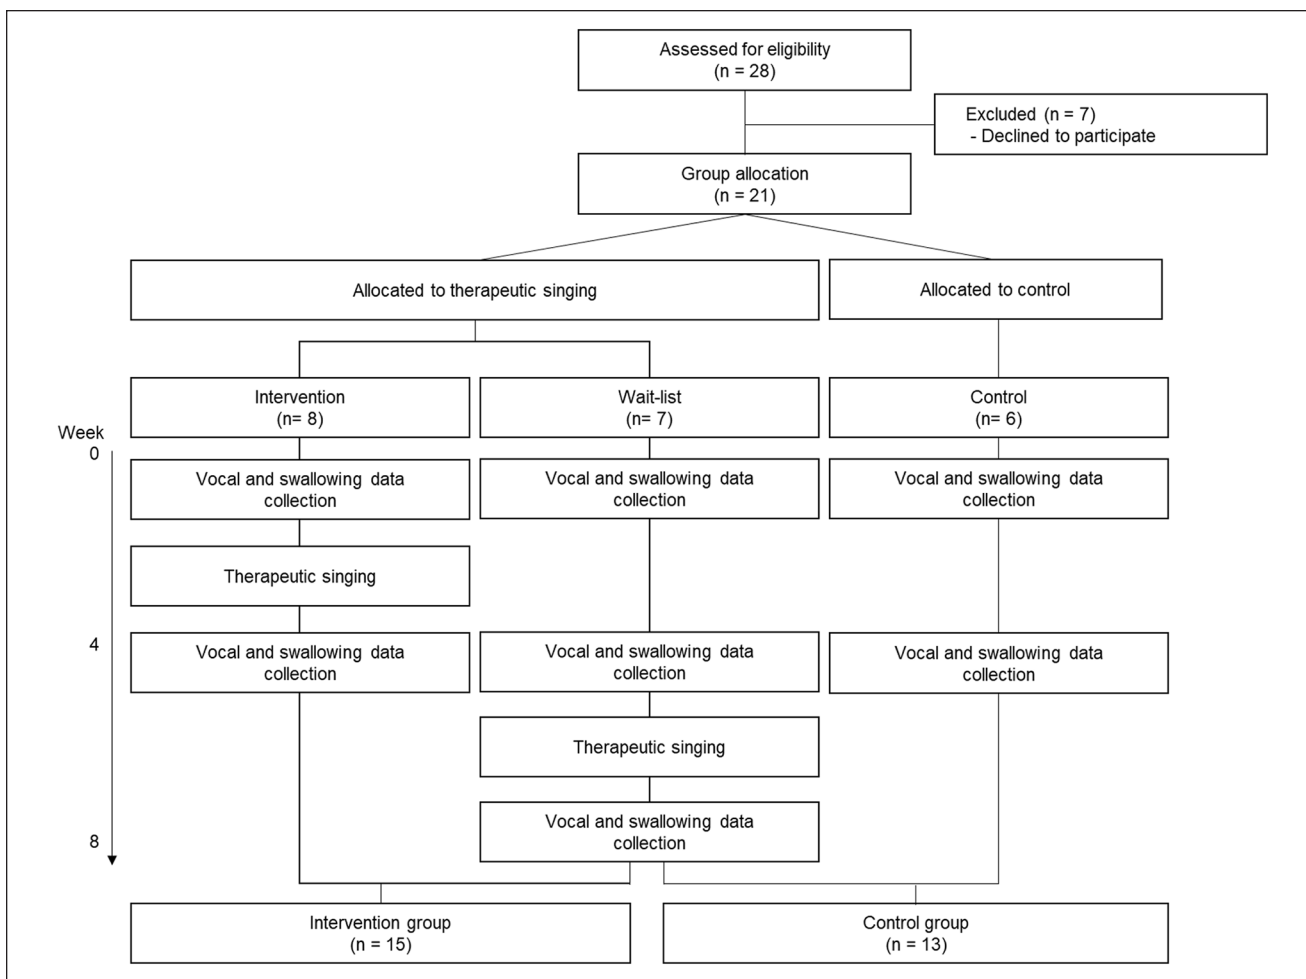 Assessed for eligibility
(n = 28)
Excluded (n = 7)
- Declined to participate
Group allocation
(n = 21)
Allocated to therapeutic singing
Allocated to control
Intervention
(n= 8)
Wait-list
(n= 7)
Control
(n= 6)
Week
0
Vocal and swallowing data
collection
Vocal and swallowing data
collection
Vocal and swallowing data
collection
Therapeutic singing
4
Vocal and swallowing data
collection
Vocal and swallowing data
collection
Vocal and swallowing data
collection
Therapeutic singing
8
Vocal and swallowing data
collection
Intervention group
(n = 15)
Control group
(n = 13)